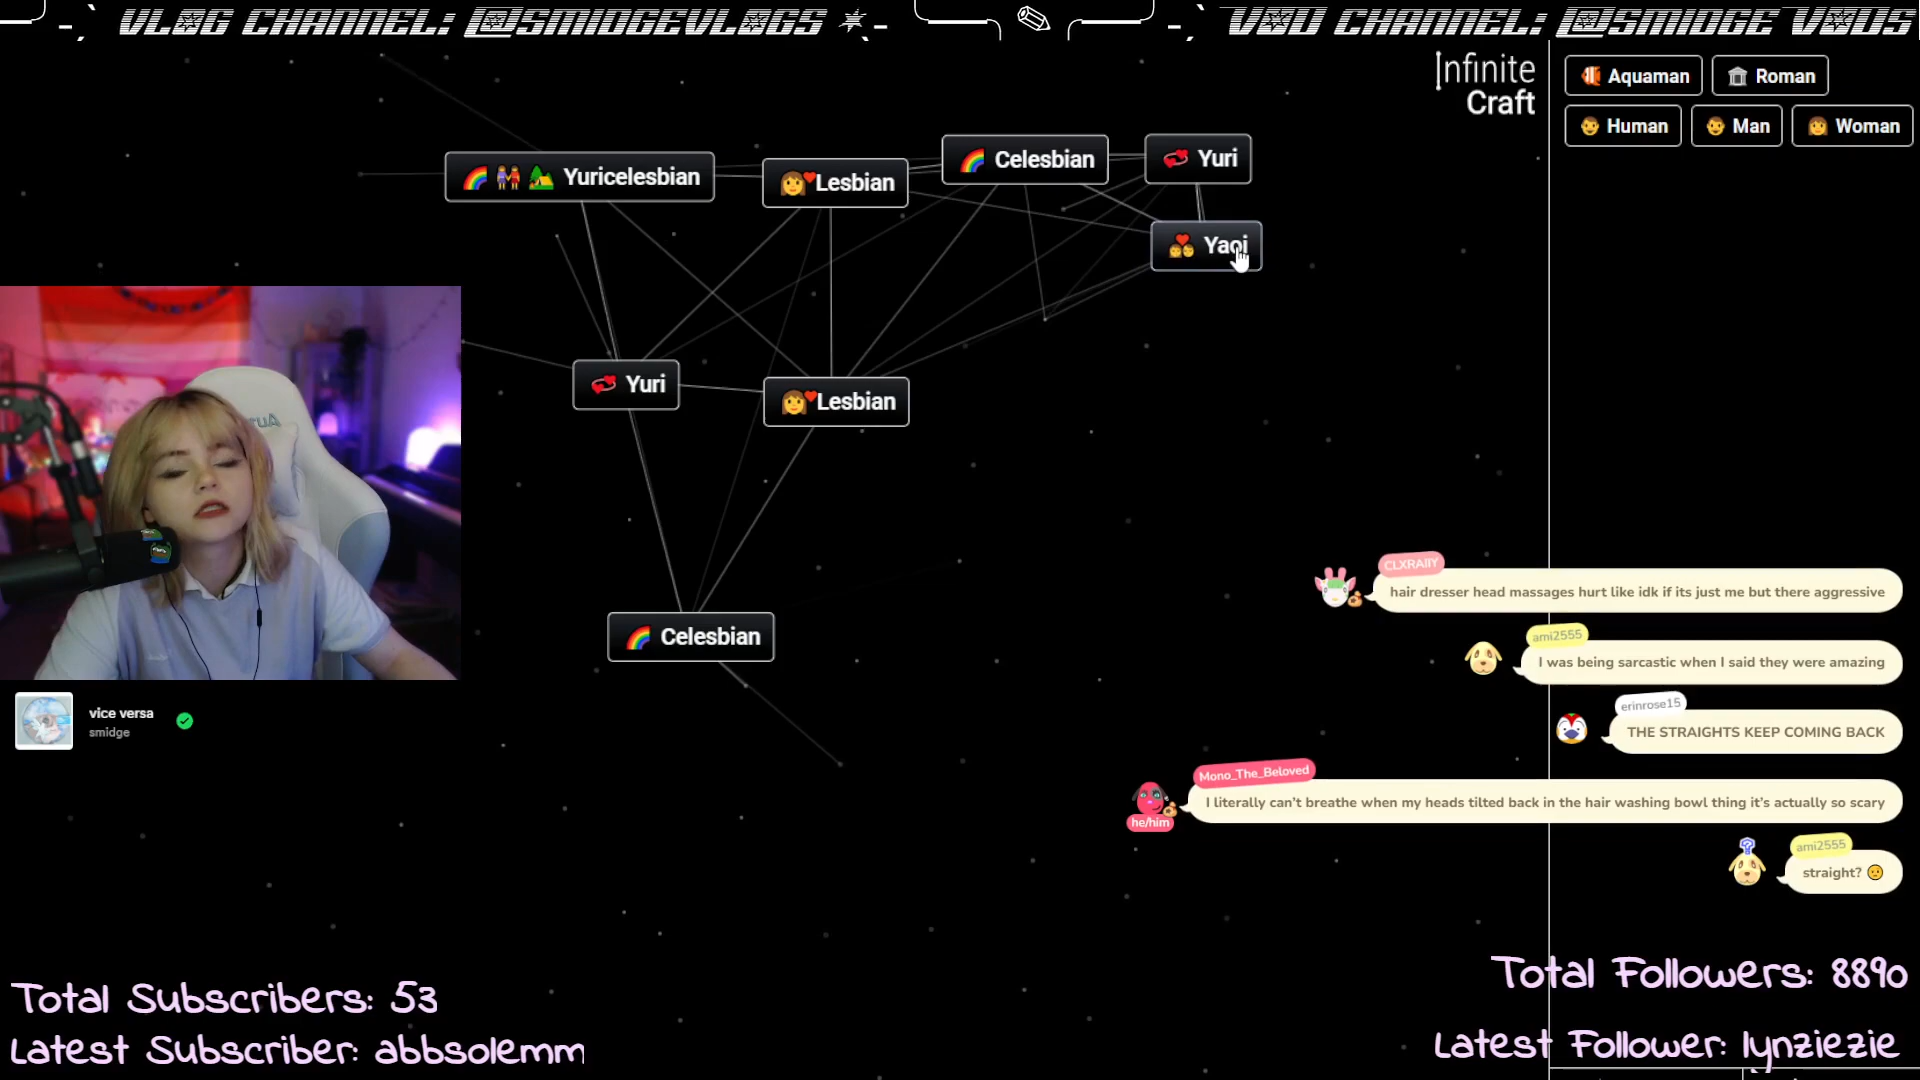 VLOG CHANNEL: @SMIDGEVLOGS
VOD CHANNEL: @SMIDGE VODS
Infinite
Craft
Aquaman
Roman
Human
Man
Woman
Yuricelesbian
Lesbian
Celesbian
Yuri
Yaoi
Yuri
Lesbian
Celesbian
vice versa
smidge
CLXRAIIY
hair dresser head massages hurt like idk if its just me but there aggressive
ami2555
I was being sarcastic when I said they were amazing
erinrose15
THE STRAIGHTS KEEP COMING BACK
Mono_The_Beloved
he/him
I literally can't breathe when my heads tilted back in the hair washing bowl thing it's actually so scary
ami2555
straight? 🫤
Total Subscribers: 53
Latest Subscriber: abbsolemm
Total Followers: 8890
Latest Follower: lynziezie